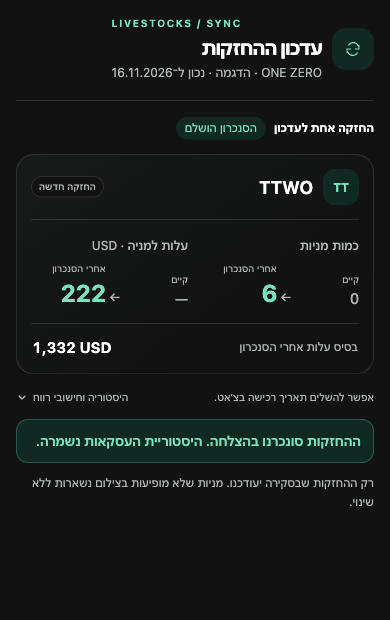 LIVESTOCKS / SYNC
עדכון ההחזקות
ONE ZERO · הדגמה · נכון ל־16.11.2026
החזקה אחת לעדכון
הסנכרון הושלם
TT
TTWO
החזקה חדשה
כמות מניות
עלות למניה · USD
קיים
אחרי הסנכרון
קיים
אחרי הסנכרון
0 ← 6
— ← 222
בסיס עלות אחרי הסנכרון
1,332 USD
אפשר להשלים תאריך רכישה בצ'אט.
היסטוריה וחישובי רווח
ההחזקות סונכרנו בהצלחה. היסטוריית העסקאות נשמרה.
רק ההחזקות שבסקירה יעודכנו. מניות שלא מופיעות בצילום נשארות ללא
שינוי.